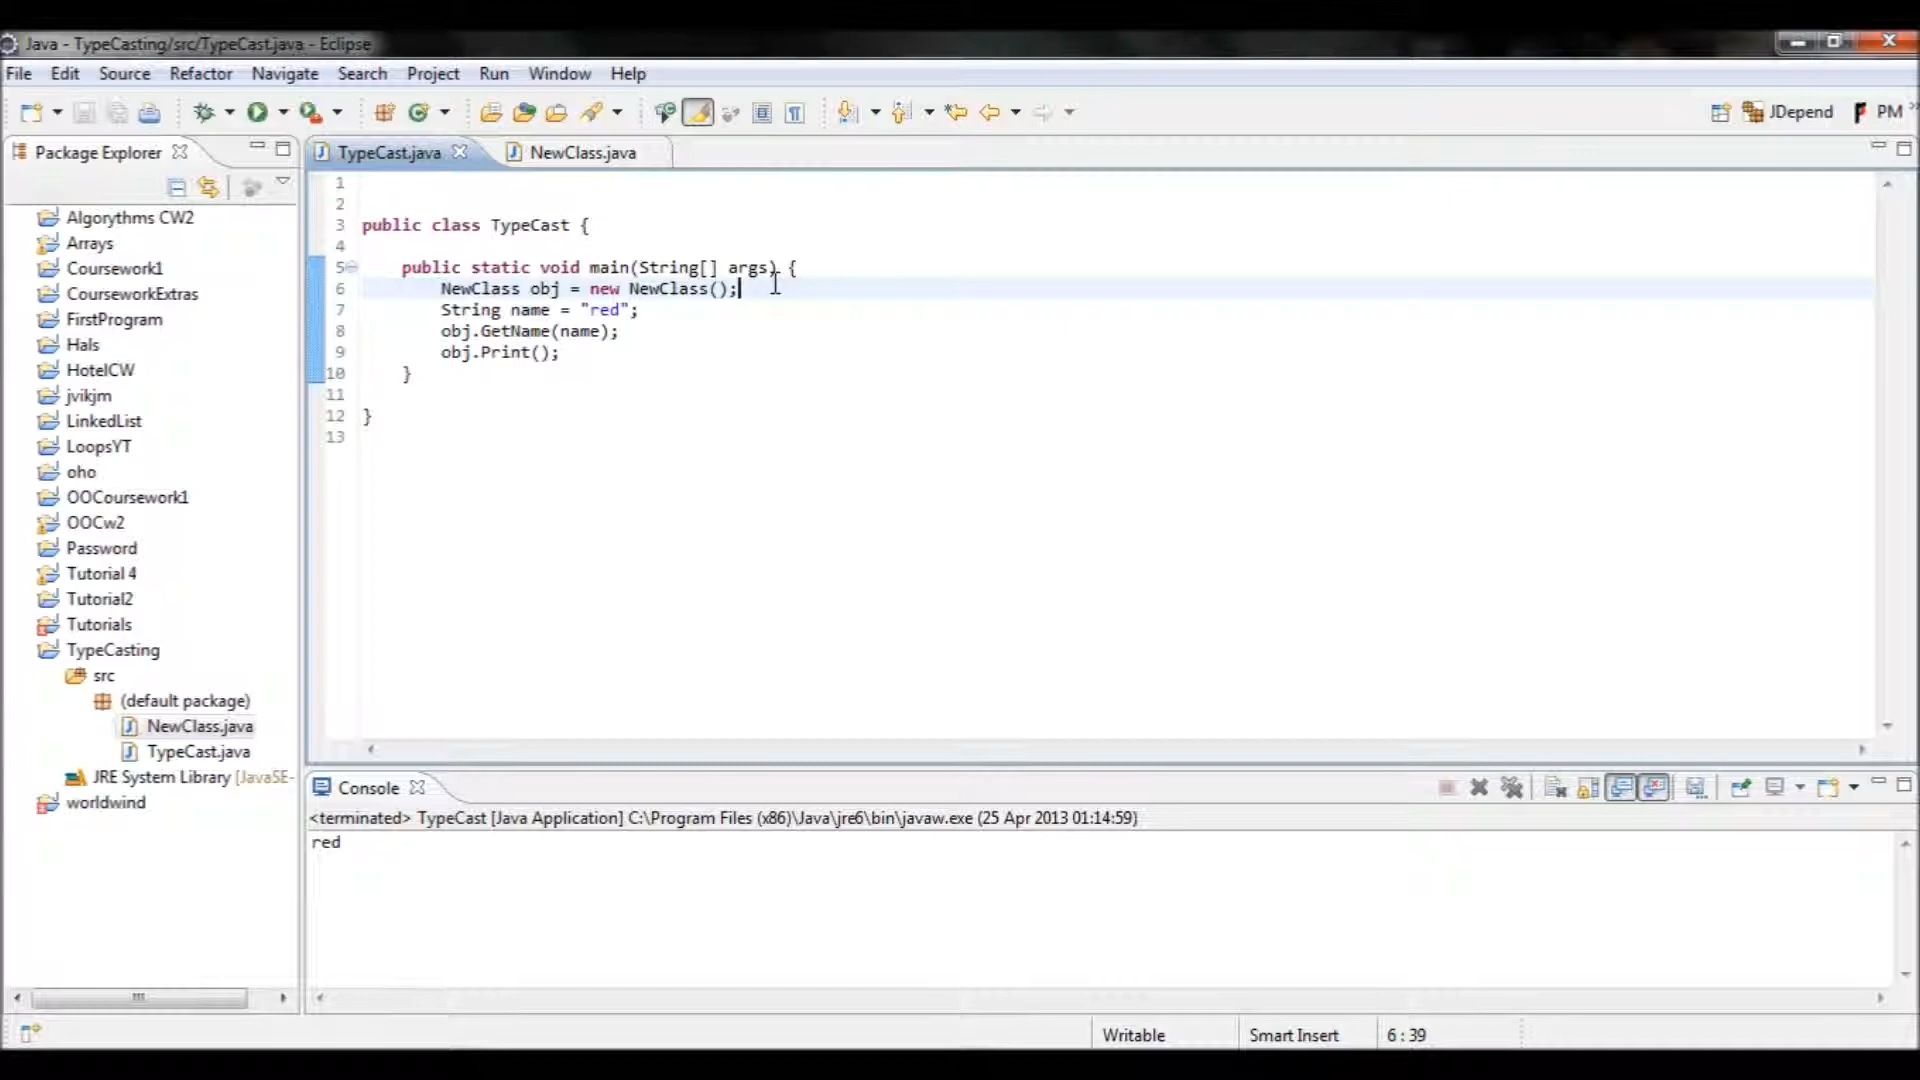 Java - TypeCasting/src/TypeCast.java - Eclipse
File Edit Source Refactor Navigate Search Project Run Window Help
JDepend PM
Package Explorer
TypeCast.java NewClass.java
Algorythms CW2
Arrays
Coursework1
CourseworkExtras
FirstProgram
Hals
HotelCW
jvikjm
LinkedList
LoopsYT
oho
OOCoursework1
OOCw2
Password
Tutorial 4
Tutorial2
Tutorials
TypeCasting
src
(default package)
NewClass.java
TypeCast.java
JRE System Library [JavaSE-
worldwind
1
2
3 public class TypeCast {
4
5 public static void main(String[] args) {
6 NewClass obj = new NewClass();
7 String name = "red";
8 obj.GetName(name);
9 obj.Print();
10 }
11
12 }
13
Console
<terminated> TypeCast [Java Application] C:\Program Files (x86)\Java\jre6\bin\javaw.exe (25 Apr 2013 01:14:59)
red
Writable Smart Insert 6 : 39